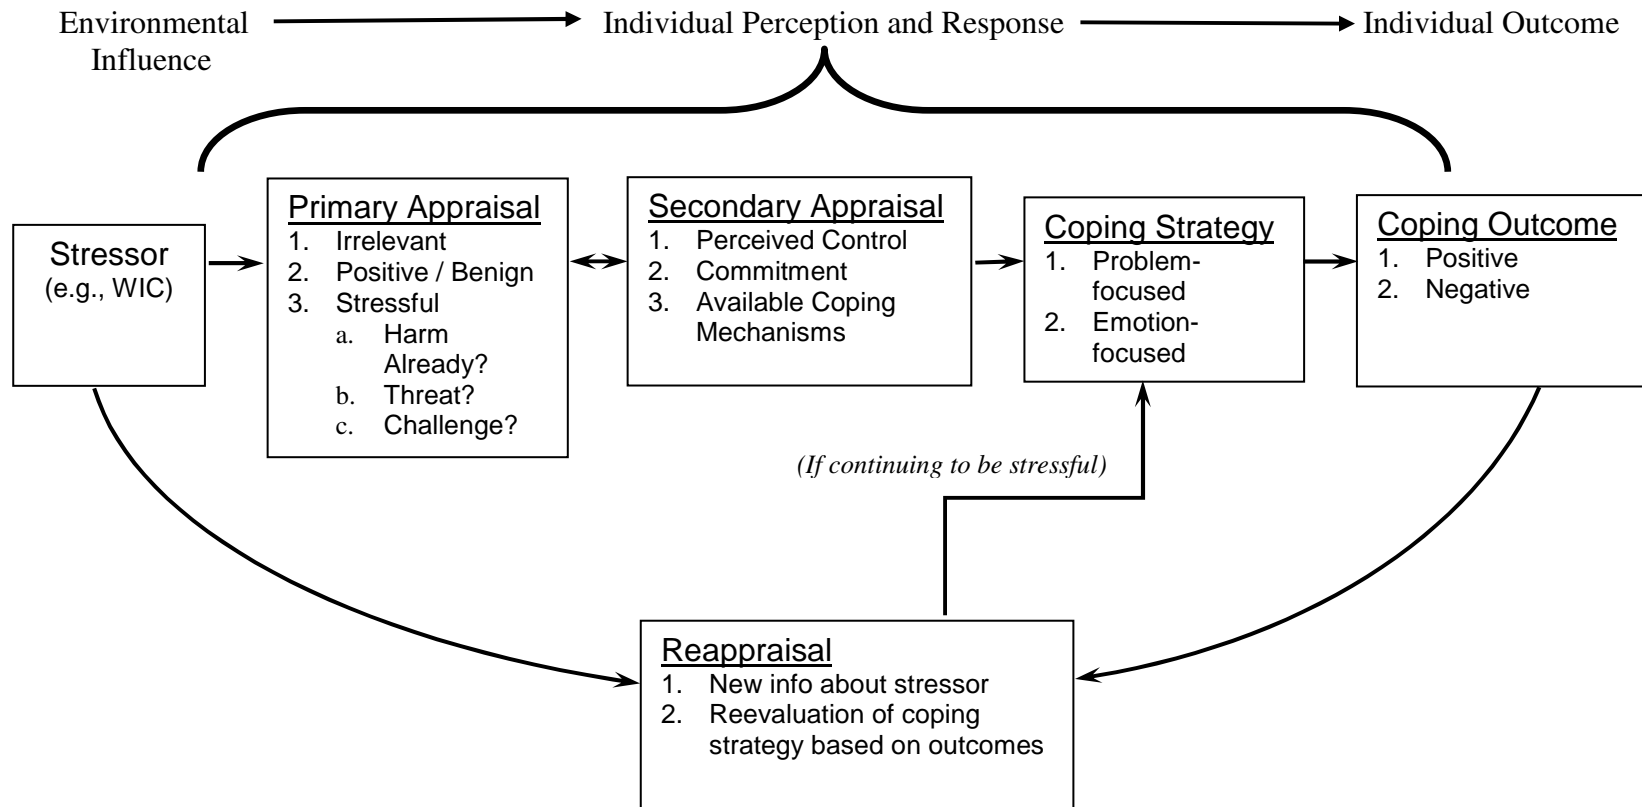 Environmental
Influence
Individual Perception and Response
Individual Outcome
Stressor
(e.g., WIC)
Primary Appraisal
1. Irrelevant
2. Positive / Benign
3. Stressful
a. Harm
Already?
b. Threat?
c. Challenge?
Secondary Appraisal
1. Perceived Control
2. Commitment
3. Available Coping
Mechanisms
Coping Strategy
1. Problem-
focused
2. Emotion-
focused
Coping Outcome
1. Positive
2. Negative
(If continuing to be stressful)
Reappraisal
1. New info about stressor
2. Reevaluation of coping
strategy based on outcomes